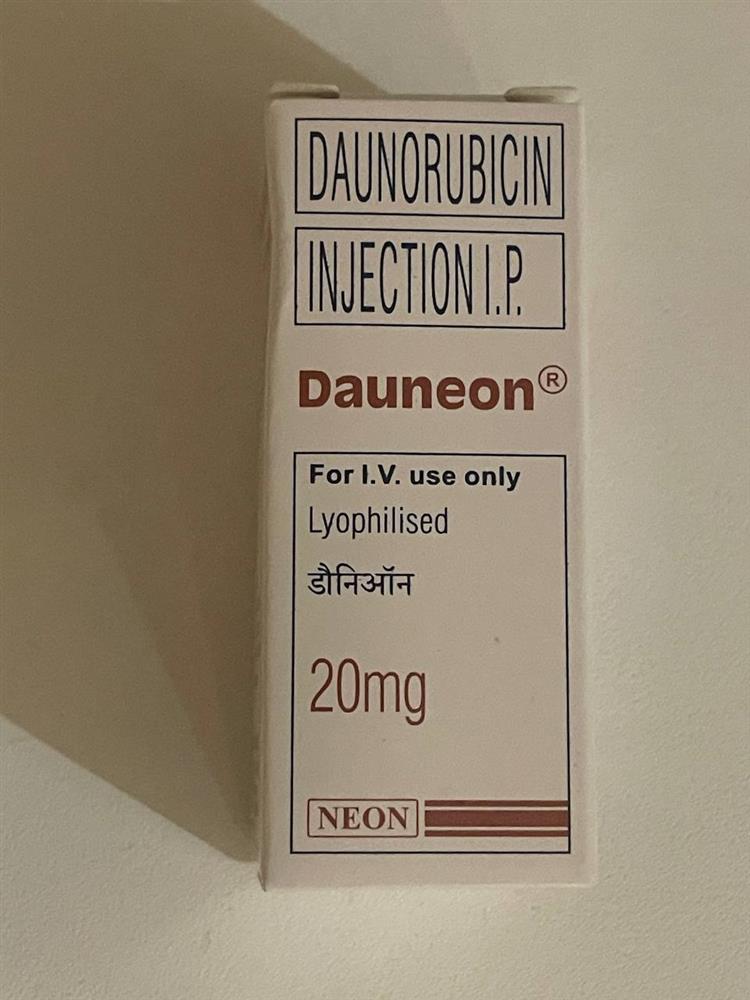 DAUNORUBICIN
INJECTION I.P.
Dauneon®
For I.V. use only
Lyophilised
डौनिऑन
20mg
NEON